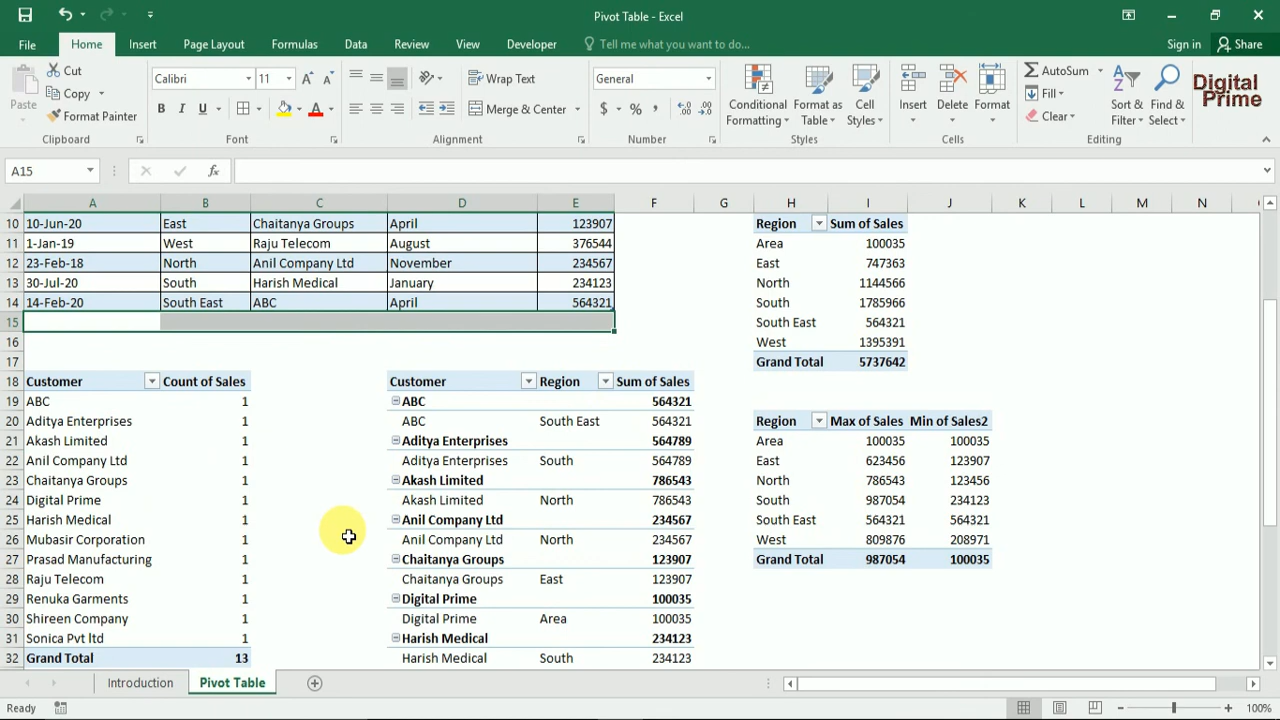 Pivot Table - Excel
File Home Insert Page Layout Formulas Data Review View Developer Tell me what you want to do... Sign in Share
Paste Cut Copy Format Painter
Calibri 11 B I U A
Wrap Text Merge & Center
General $ % ,
Conditional Formatting Format as Table Cell Styles
Insert Delete Format
AutoSum Fill Clear Sort & Filter Find & Select
Digital Prime
Clipboard Font Alignment Number Styles Cells Editing
A15 fx
A B C D E F G H I J K L M N
10 10-Jun-20 East Chaitanya Groups April 123907 Region Sum of Sales
11 1-Jan-19 West Raju Telecom August 376544 Area 100035
12 23-Feb-18 North Anil Company Ltd November 234567 East 747363
13 30-Jul-20 South Harish Medical January 234123 North 1144566
14 14-Feb-20 South East ABC April 564321 South 1785966
15 South East 564321
16 West 1395391
17 Grand Total 5737642
18 Customer Count of Sales Customer Region Sum of Sales
19 ABC 1 ABC 564321
20 Aditya Enterprises 1 ABC South East 564321 Region Max of Sales Min of Sales2
21 Akash Limited 1 Aditya Enterprises 564789 Area 100035 100035
22 Anil Company Ltd 1 Aditya Enterprises South 564789 East 623456 123907
23 Chaitanya Groups 1 Akash Limited 786543 North 786543 123456
24 Digital Prime 1 Akash Limited North 786543 South 987054 234123
25 Harish Medical 1 Anil Company Ltd 234567 South East 564321 564321
26 Mubasir Corporation 1 Anil Company Ltd North 234567 West 809876 208971
27 Prasad Manufacturing 1 Chaitanya Groups 123907 Grand Total 987054 100035
28 Raju Telecom 1 Chaitanya Groups East 123907
29 Renuka Garments 1 Digital Prime 100035
30 Shireen Company 1 Digital Prime Area 100035
31 Sonica Pvt ltd 1 Harish Medical 234123
32 Grand Total 13 Harish Medical South 234123
Introduction Pivot Table
Ready 100%